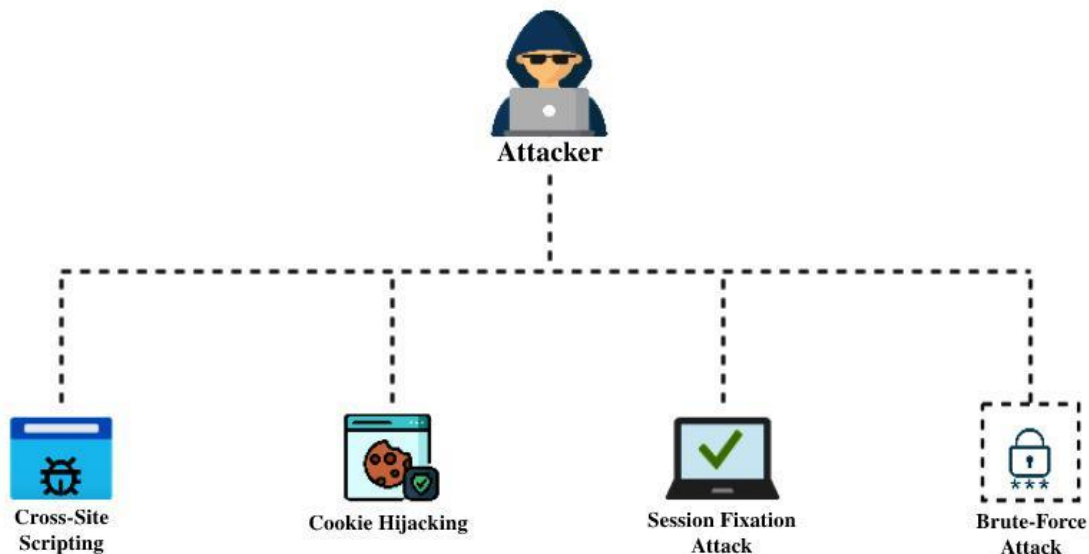 Attacker
Cross-Site
Scripting
Cookie Hijacking
Session Fixation
Attack
Brute-Force
Attack
***